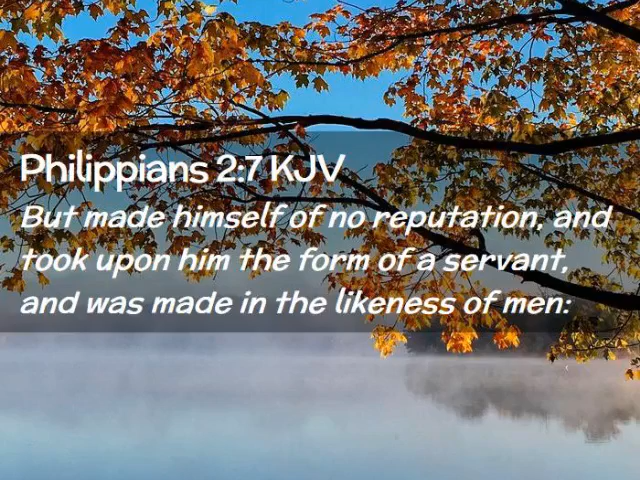 Philippians 2:7 KJV
But made himself of no reputation, and
took upon him the form of a servant,
and was made in the likeness of men: